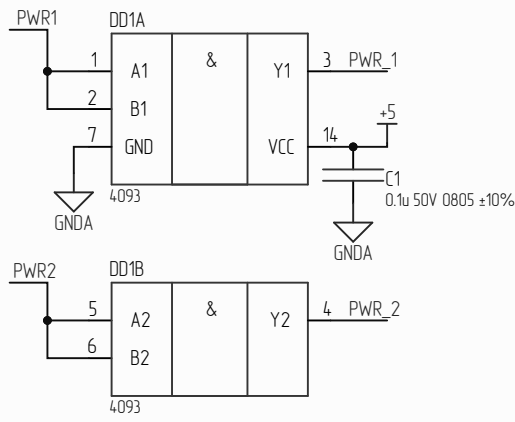 PWR1
DD1A
1 A1 & Y1 3 PWR_1
2 B1
+5
7 GND VCC 14
C1
0.1u 50V 0805 ±10%
4093
GNDA
GNDA
PWR2
DD1B
5 A2 & Y2 4 PWR_2
6 B2
4093